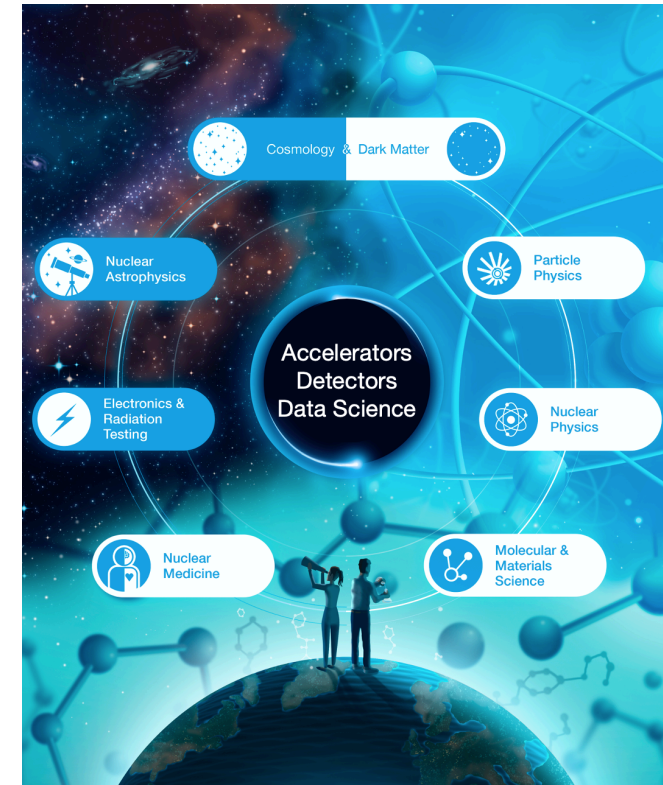 Cosmology & Dark Matter
Nuclear
Astrophysics
Particle
Physics
Accelerators
Detectors
Data Science
Electronics &
Radiation
Testing
Nuclear
Physics
Nuclear
Medicine
Molecular &
Materials
Science